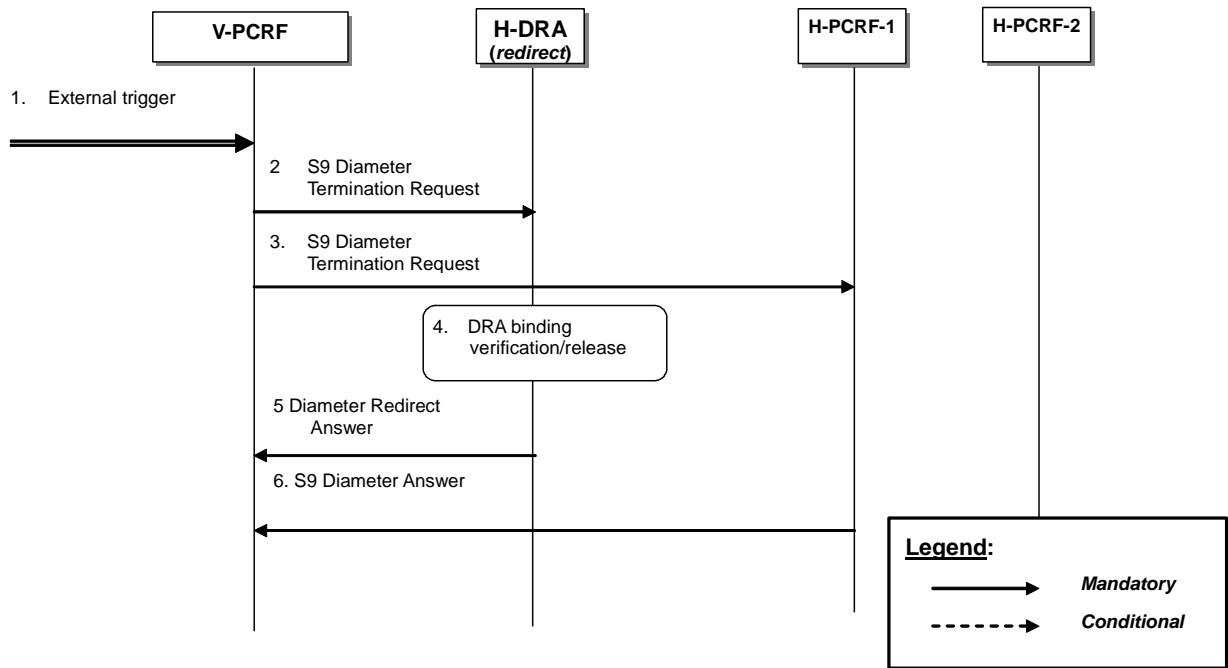 V-PCRF
H-DRA
(redirect)
H-PCRF-1
H-PCRF-2
1. External trigger
2 S9 Diameter
Termination Request
3. S9 Diameter
Termination Request
4. DRA binding
verification/release
5 Diameter Redirect
Answer
6. S9 Diameter Answer
Legend:
Mandatory
Conditional